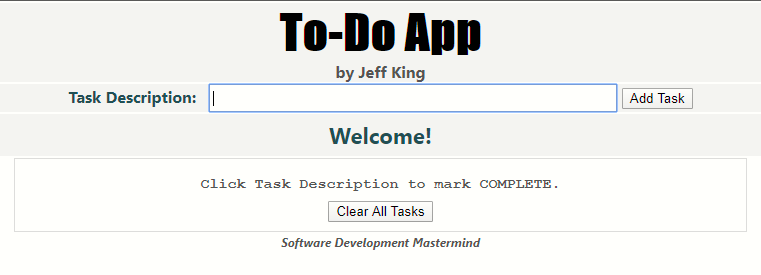 To-Do App
by Jeff King
Task Description: Add Task
Welcome!
Click Task Description to mark COMPLETE.
Clear All Tasks
Software Development Mastermind